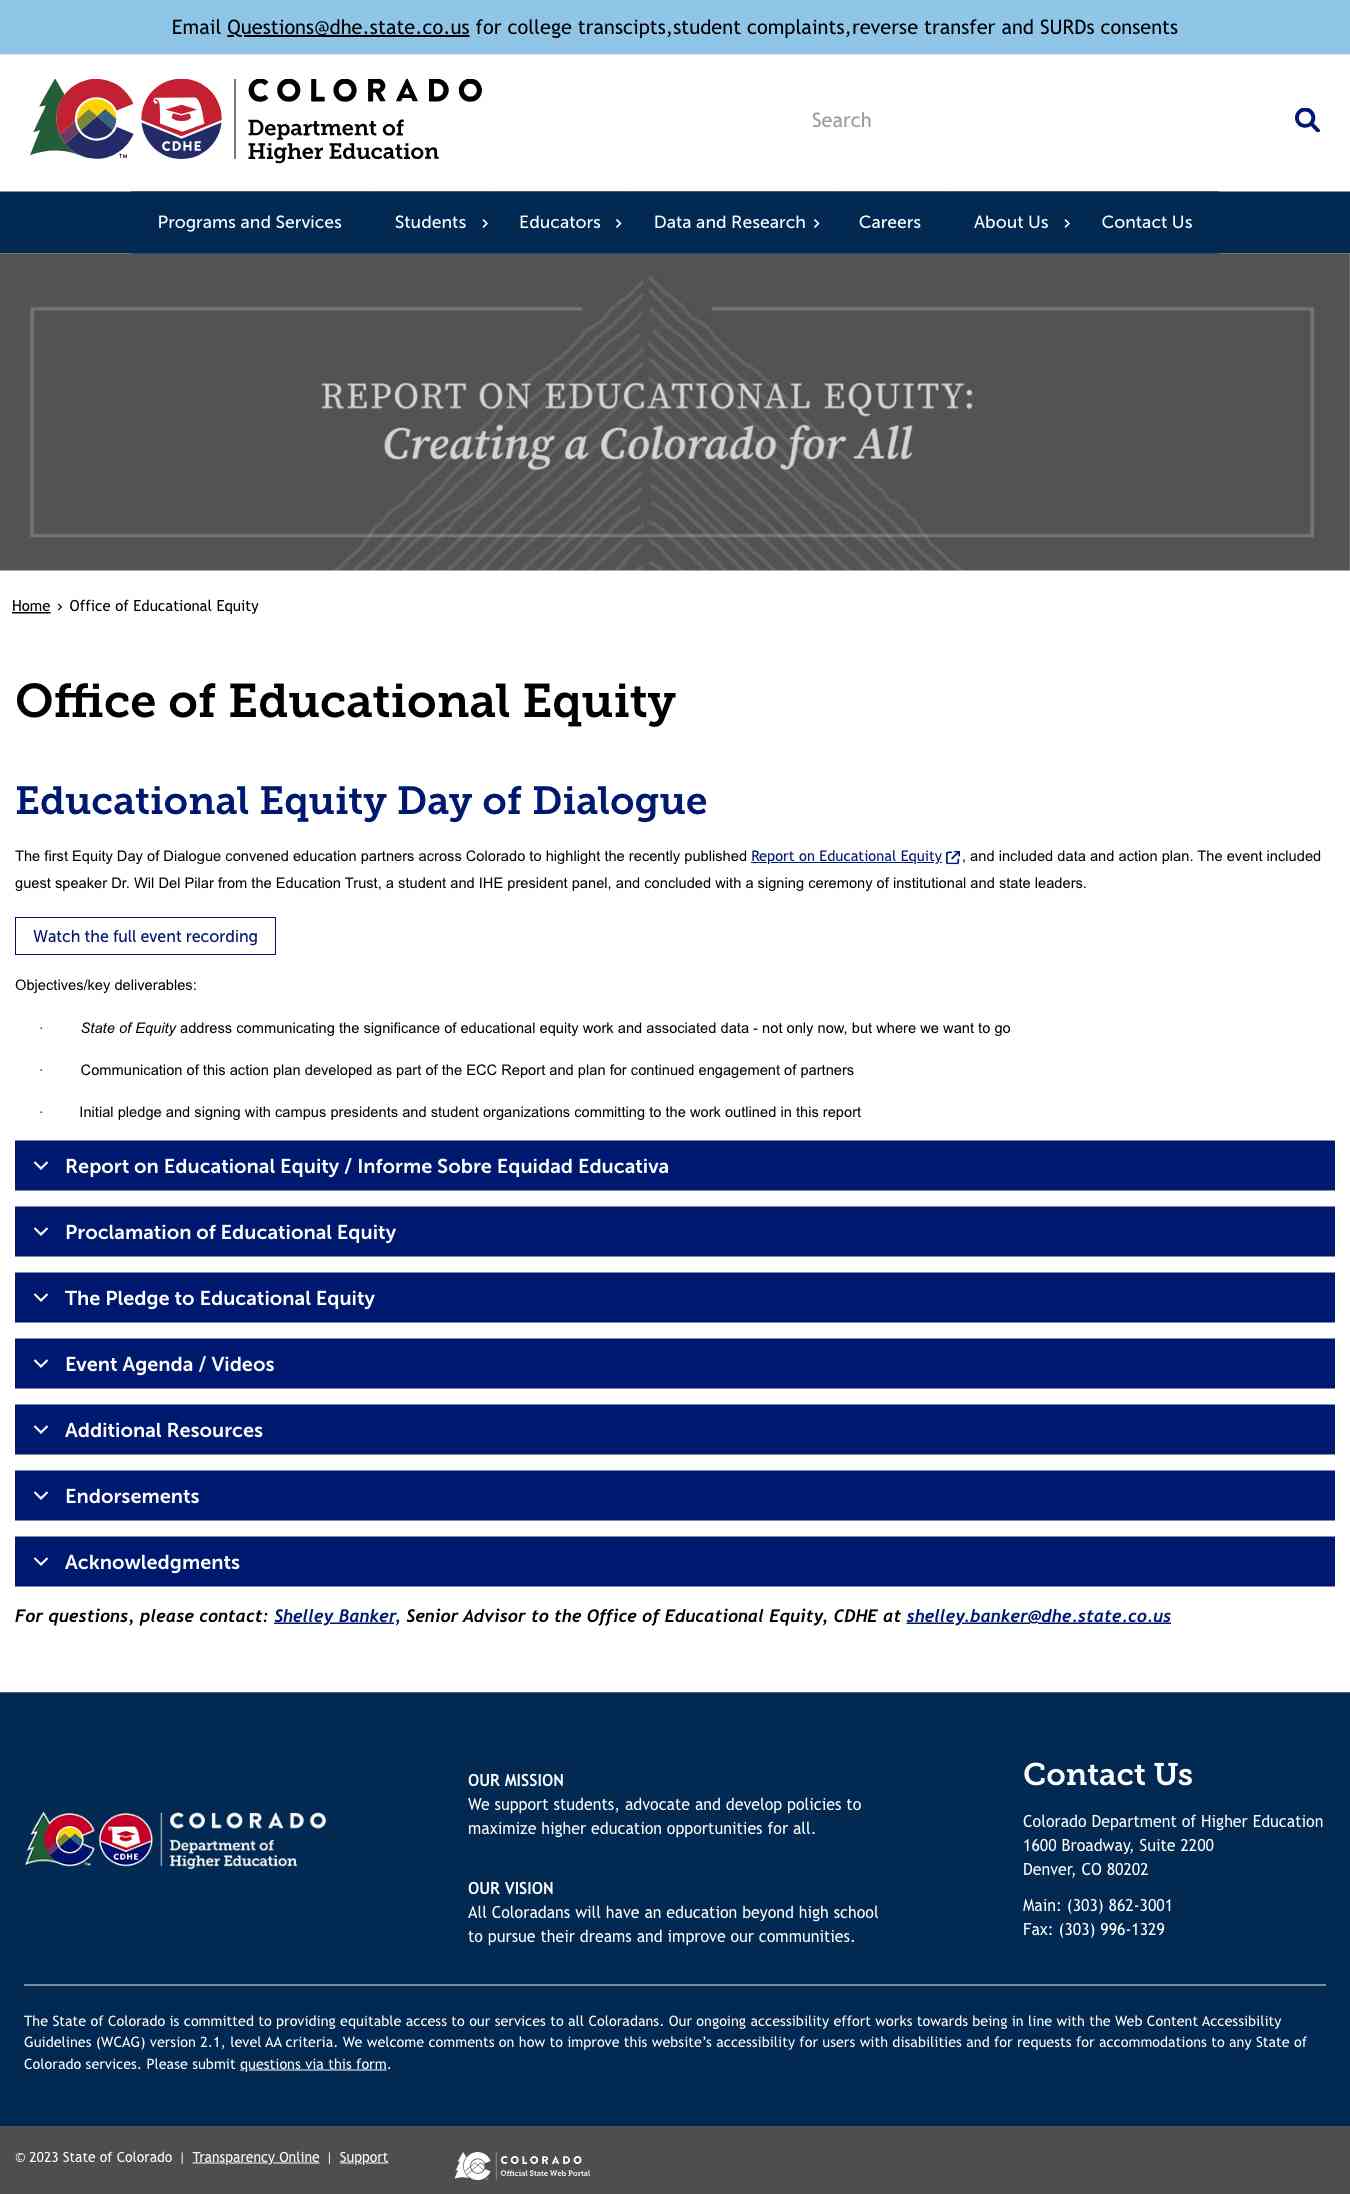 Email Questions@dhe.state.co.us for college transcipts,student complaints,reverse transfer and SURDs consents
CDHE
TM
COLORADO
Department of
Higher Education
Search
Programs and Services Students Educators Data and Research Careers About Us Contact Us
REPORT ON EDUCATIONAL EQUITY:
Creating a Colorado for All
Home › Office of Educational Equity
Office of Educational Equity
Educational Equity Day of Dialogue
The first Equity Day of Dialogue convened education partners across Colorado to highlight the recently published Report on Educational Equity , and included data and action plan. The event included
guest speaker Dr. Wil Del Pilar from the Education Trust, a student and IHE president panel, and concluded with a signing ceremony of institutional and state leaders.
Watch the full event recording
Objectives/key deliverables:
· State of Equity address communicating the significance of educational equity work and associated data - not only now, but where we want to go
· Communication of this action plan developed as part of the ECC Report and plan for continued engagement of partners
· Initial pledge and signing with campus presidents and student organizations committing to the work outlined in this report
Report on Educational Equity / Informe Sobre Equidad Educativa
Proclamation of Educational Equity
The Pledge to Educational Equity
Event Agenda / Videos
Additional Resources
Endorsements
Acknowledgments
For questions, please contact: Shelley Banker, Senior Advisor to the Office of Educational Equity, CDHE at shelley.banker@dhe.state.co.us
CDHE
COLORADO
Department of
Higher Education
OUR MISSION
We support students, advocate and develop policies to
maximize higher education opportunities for all.
OUR VISION
All Coloradans will have an education beyond high school
to pursue their dreams and improve our communities.
Contact Us
Colorado Department of Higher Education
1600 Broadway, Suite 2200
Denver, CO 80202
Main: (303) 862-3001
Fax: (303) 996-1329
The State of Colorado is committed to providing equitable access to our services to all Coloradans. Our ongoing accessibility effort works towards being in line with the Web Content Accessibility
Guidelines (WCAG) version 2.1, level AA criteria. We welcome comments on how to improve this website's accessibility for users with disabilities and for requests for accommodations to any State of
Colorado services. Please submit questions via this form.
© 2023 State of Colorado | Transparency Online | Support
COLORADO
Official State Web Portal